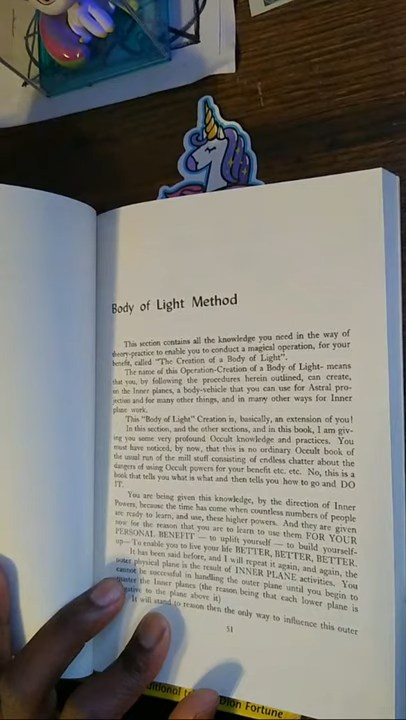 Body of Light Method
This section contains all the knowledge you need in the way of
theory-practice to enable you to conduct a magical operation, for your
benefit, called "The Creation of a Body of Light".
The name of this Operation-Creation of a Body of Light- means
that you, by following the procedures herein outlined, can create,
on the Inner planes, a body-vehicle that you can use for Astral pro-
jection and for many other things, and in many other ways for Inner
plane work.
This "Body of Light" Creation is, basically, an extension of you!
In this section, and the other sections, and in this book, I am giv-
ing you some very profound Occult knowledge and practices. You
must have noticed, by now, that this is no ordinary Occult book of
the usual run of the mill stuff consisting of endless chatter about the
dangers of using Occult powers for your benefit etc. etc. No, this is a
book that tells you what is what and then tells you how to go and DO
IT.
You are being given this knowledge, by the direction of Inner
Powers, because the time has come when countless numbers of people
are ready to learn, and use, these higher powers. And they are given
now for the reason that you are to learn to use them FOR YOUR
PERSONAL BENEFIT — to uplift yourself — to build yourself-
up— To enable you to live your life BETTER, BETTER, BETTER.
It has been said before, and I will repeat it again, and again, the
outer physical plane is the result of INNER PLANE activities. You
cannot be successful in handling the outer plane until you begin to
master the Inner planes (the reason being that each lower plane is
to the plane above it)
It will stand to reason then the only way to influence this outer
51
Dion Fortune